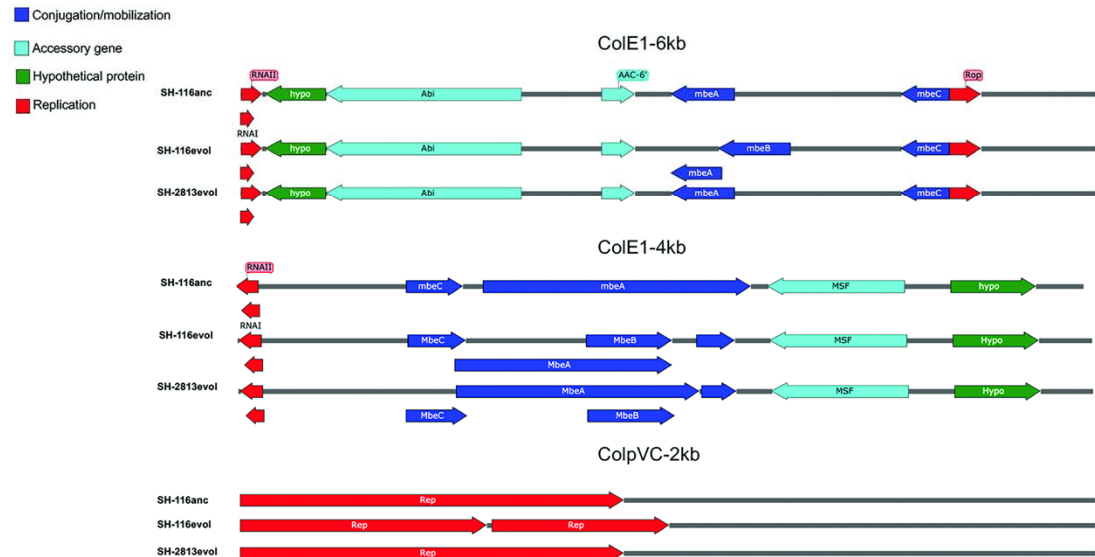 Conjugation/mobilization
Accessory gene
Hypothetical protein
Replication
ColE1-6kb
RNAII AAC-6' Rop
SH-116anc hypo Abi mbeA mbeC
RNAI
SH-116evol hypo Abi mbeB mbeC
mbeA
SH-2813evol hypo Abi mbeA mbeC
ColE1-4kb
RNAII
SH-116anc mbeC mbeA MSF hypo
RNAI
SH-116evol MbeC MbeB MSF Hypo
MbeA
SH-2813evol MbeA MSF Hypo
MbeC MbeB
ColpVC-2kb
SH-116anc Rep
SH-116evol Rep Rep
SH-2813evol Rep